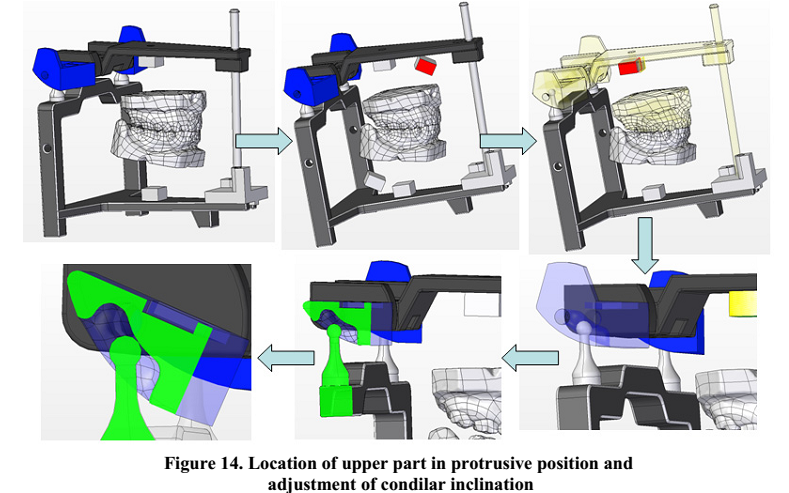 Figure 14. Location of upper part in protrusive position and
adjustment of condilar inclination